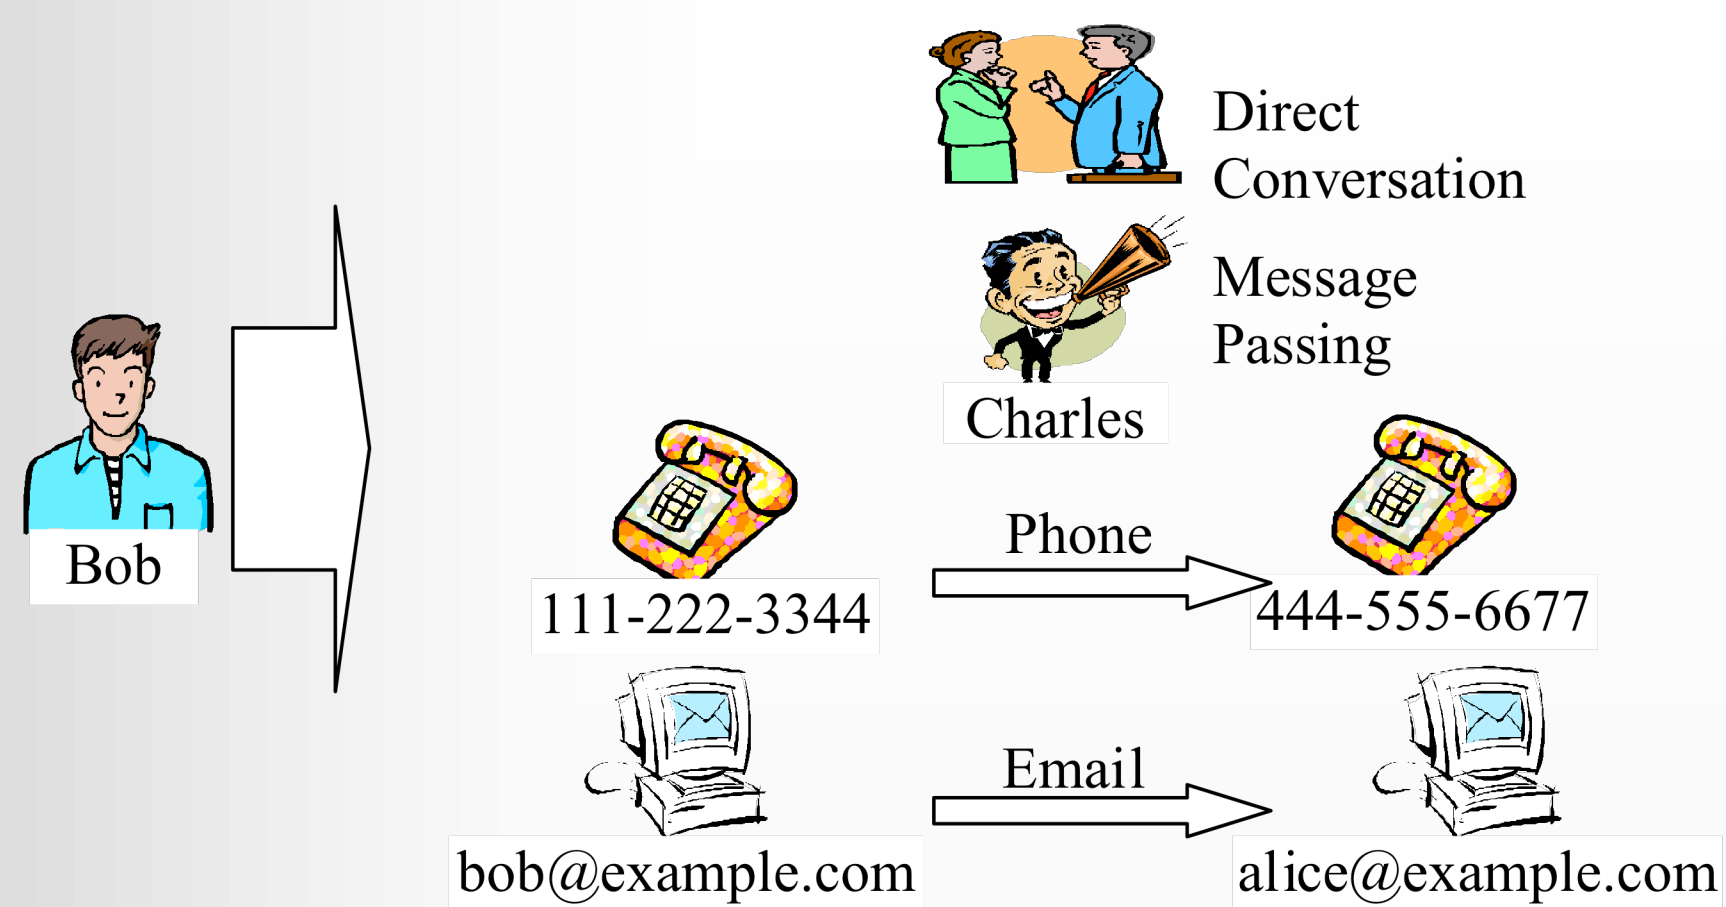 Direct
Conversation
Message
Passing
Charles
Bob
Phone
111-222-3344
444-555-6677
Email
bob@example.com
alice@example.com